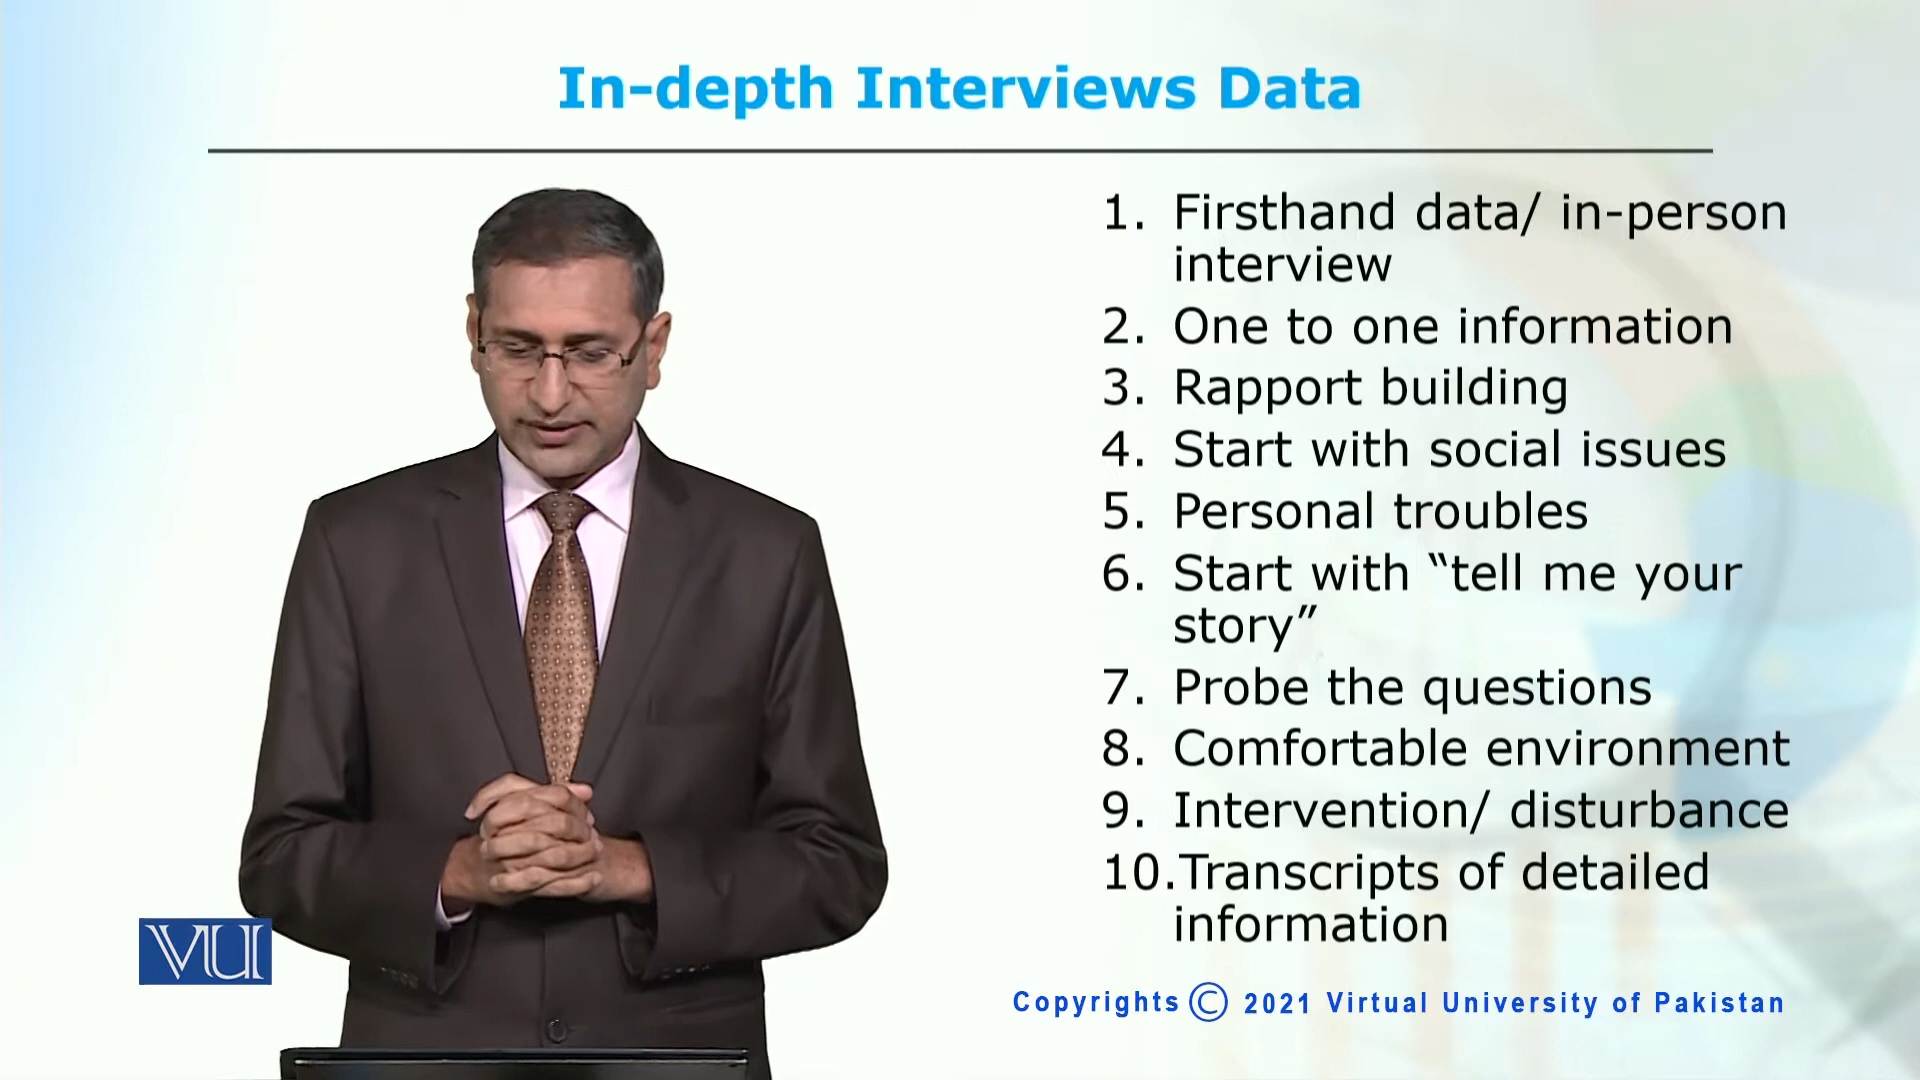 In-depth Interviews Data
1. Firsthand data/ in-person
interview
2. One to one information
3. Rapport building
4. Start with social issues
5. Personal troubles
6. Start with “tell me your
story”
7. Probe the questions
8. Comfortable environment
9. Intervention/ disturbance
10.Transcripts of detailed
information
VU
Copyrights © 2021 Virtual University of Pakistan